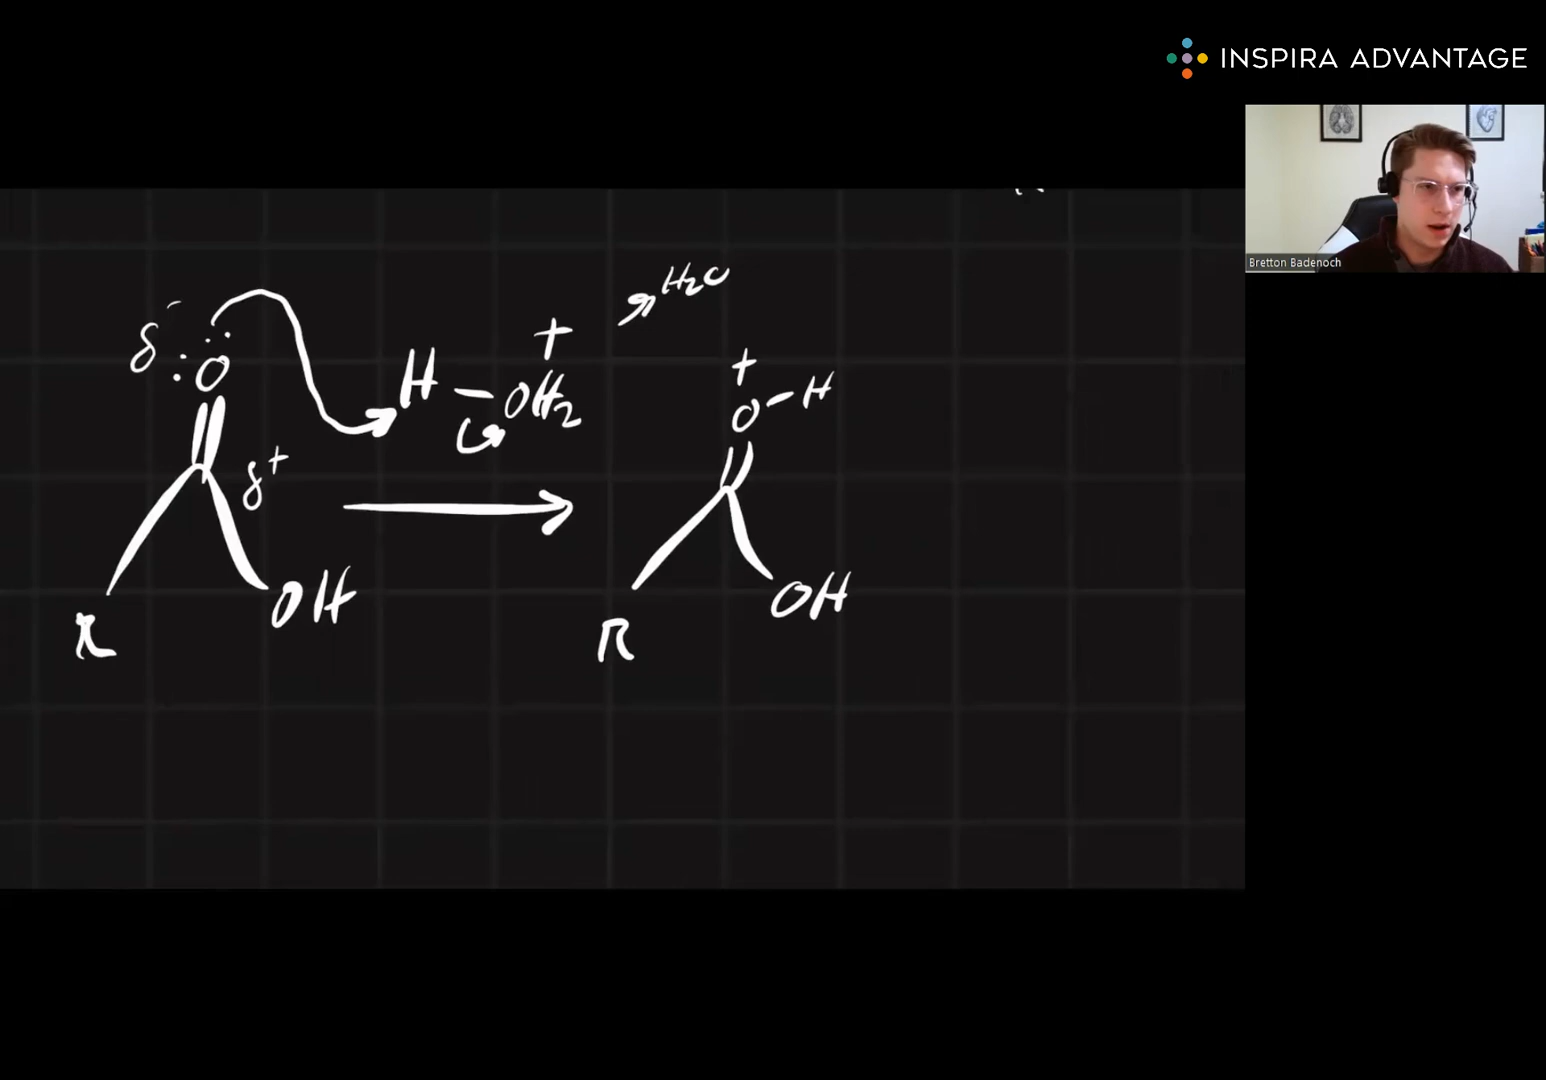 INSPIRA ADVANTAGE
Bretton Badenoch
H₂O
δ⁻
:O
H – OH₂
+
δ⁺
R
OH
+
O–H
R
OH